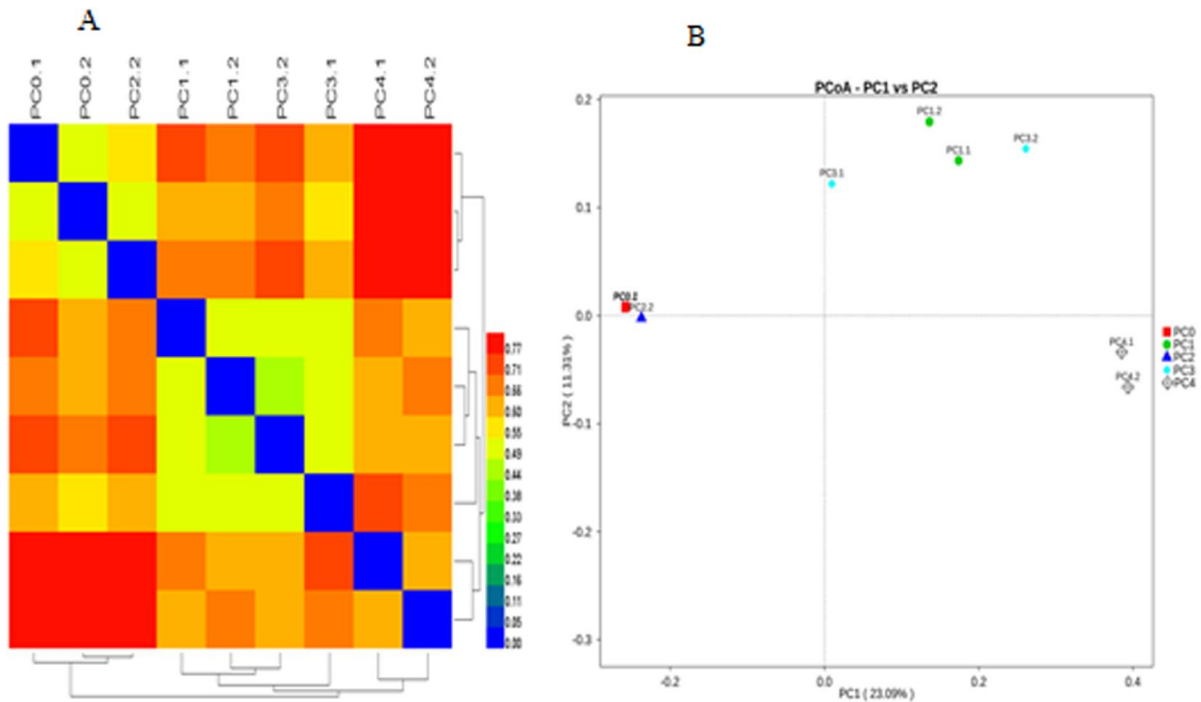 A
PC0.1
PC0.2
PC2.2
PC1.1
PC1.2
PC3.2
PC3.1
PC4.1
PC4.2
0.77
0.71
0.66
0.60
0.55
0.49
0.44
0.38
0.33
0.27
0.22
0.16
0.11
0.05
0.00
B
PCoA - PC1 vs PC2
0.2
0.1
0.0
-0.1
-0.2
-0.3
PC2 ( 11.31% )
PC1.2
PC1.1
PC3.2
PC3.1
PC2.2
PC4.1
PC4.2
PC0
PC1
PC2
PC3
PC4
-0.2
0.0
0.2
0.4
PC1 ( 23.09% )